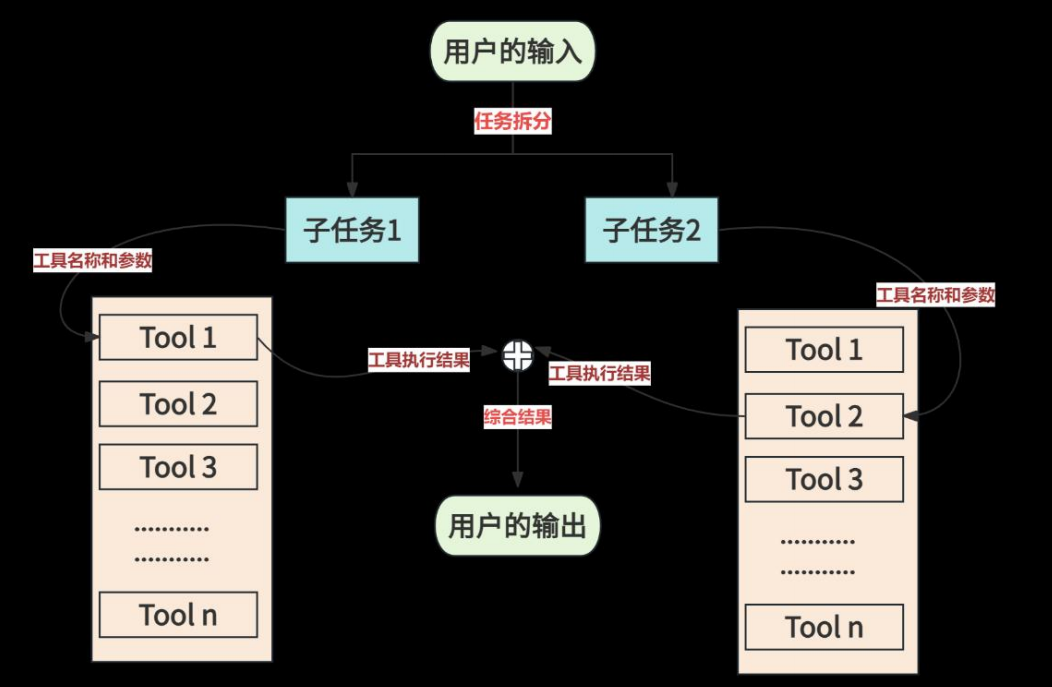 用户的输入
任务拆分
子任务1
子任务2
工具名称和参数
工具名称和参数
Tool 1
Tool 2
Tool 3
...........
...........
Tool n
工具执行结果
工具执行结果
综合结果
用户的输出
Tool 1
Tool 2
Tool 3
...........
...........
Tool n